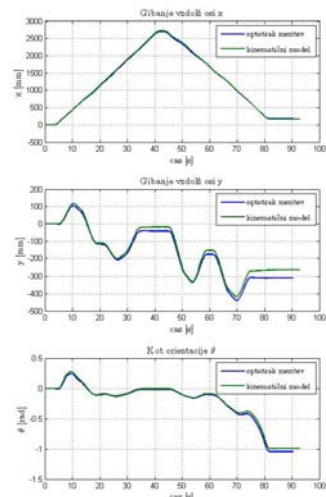 Gibanje vzdolž osi x
x [mm]
3000
2500
2000
1500
1000
500
0
-500
optotrak meritev
kinematični model
0 10 20 30 40 50 60 70 80 90 100
čas [s]
Gibanje vzdolž osi y
y [mm]
200
100
0
-100
-200
-300
-400
-500
optotrak meritev
kinematični model
0 10 20 30 40 50 60 70 80 90 100
čas [s]
Kot orientacije θ
θ [rad]
0.5
0
-0.5
-1
-1.5
optotrak meritev
kinematični model
0 10 20 30 40 50 60 70 80 90 100
čas [s]